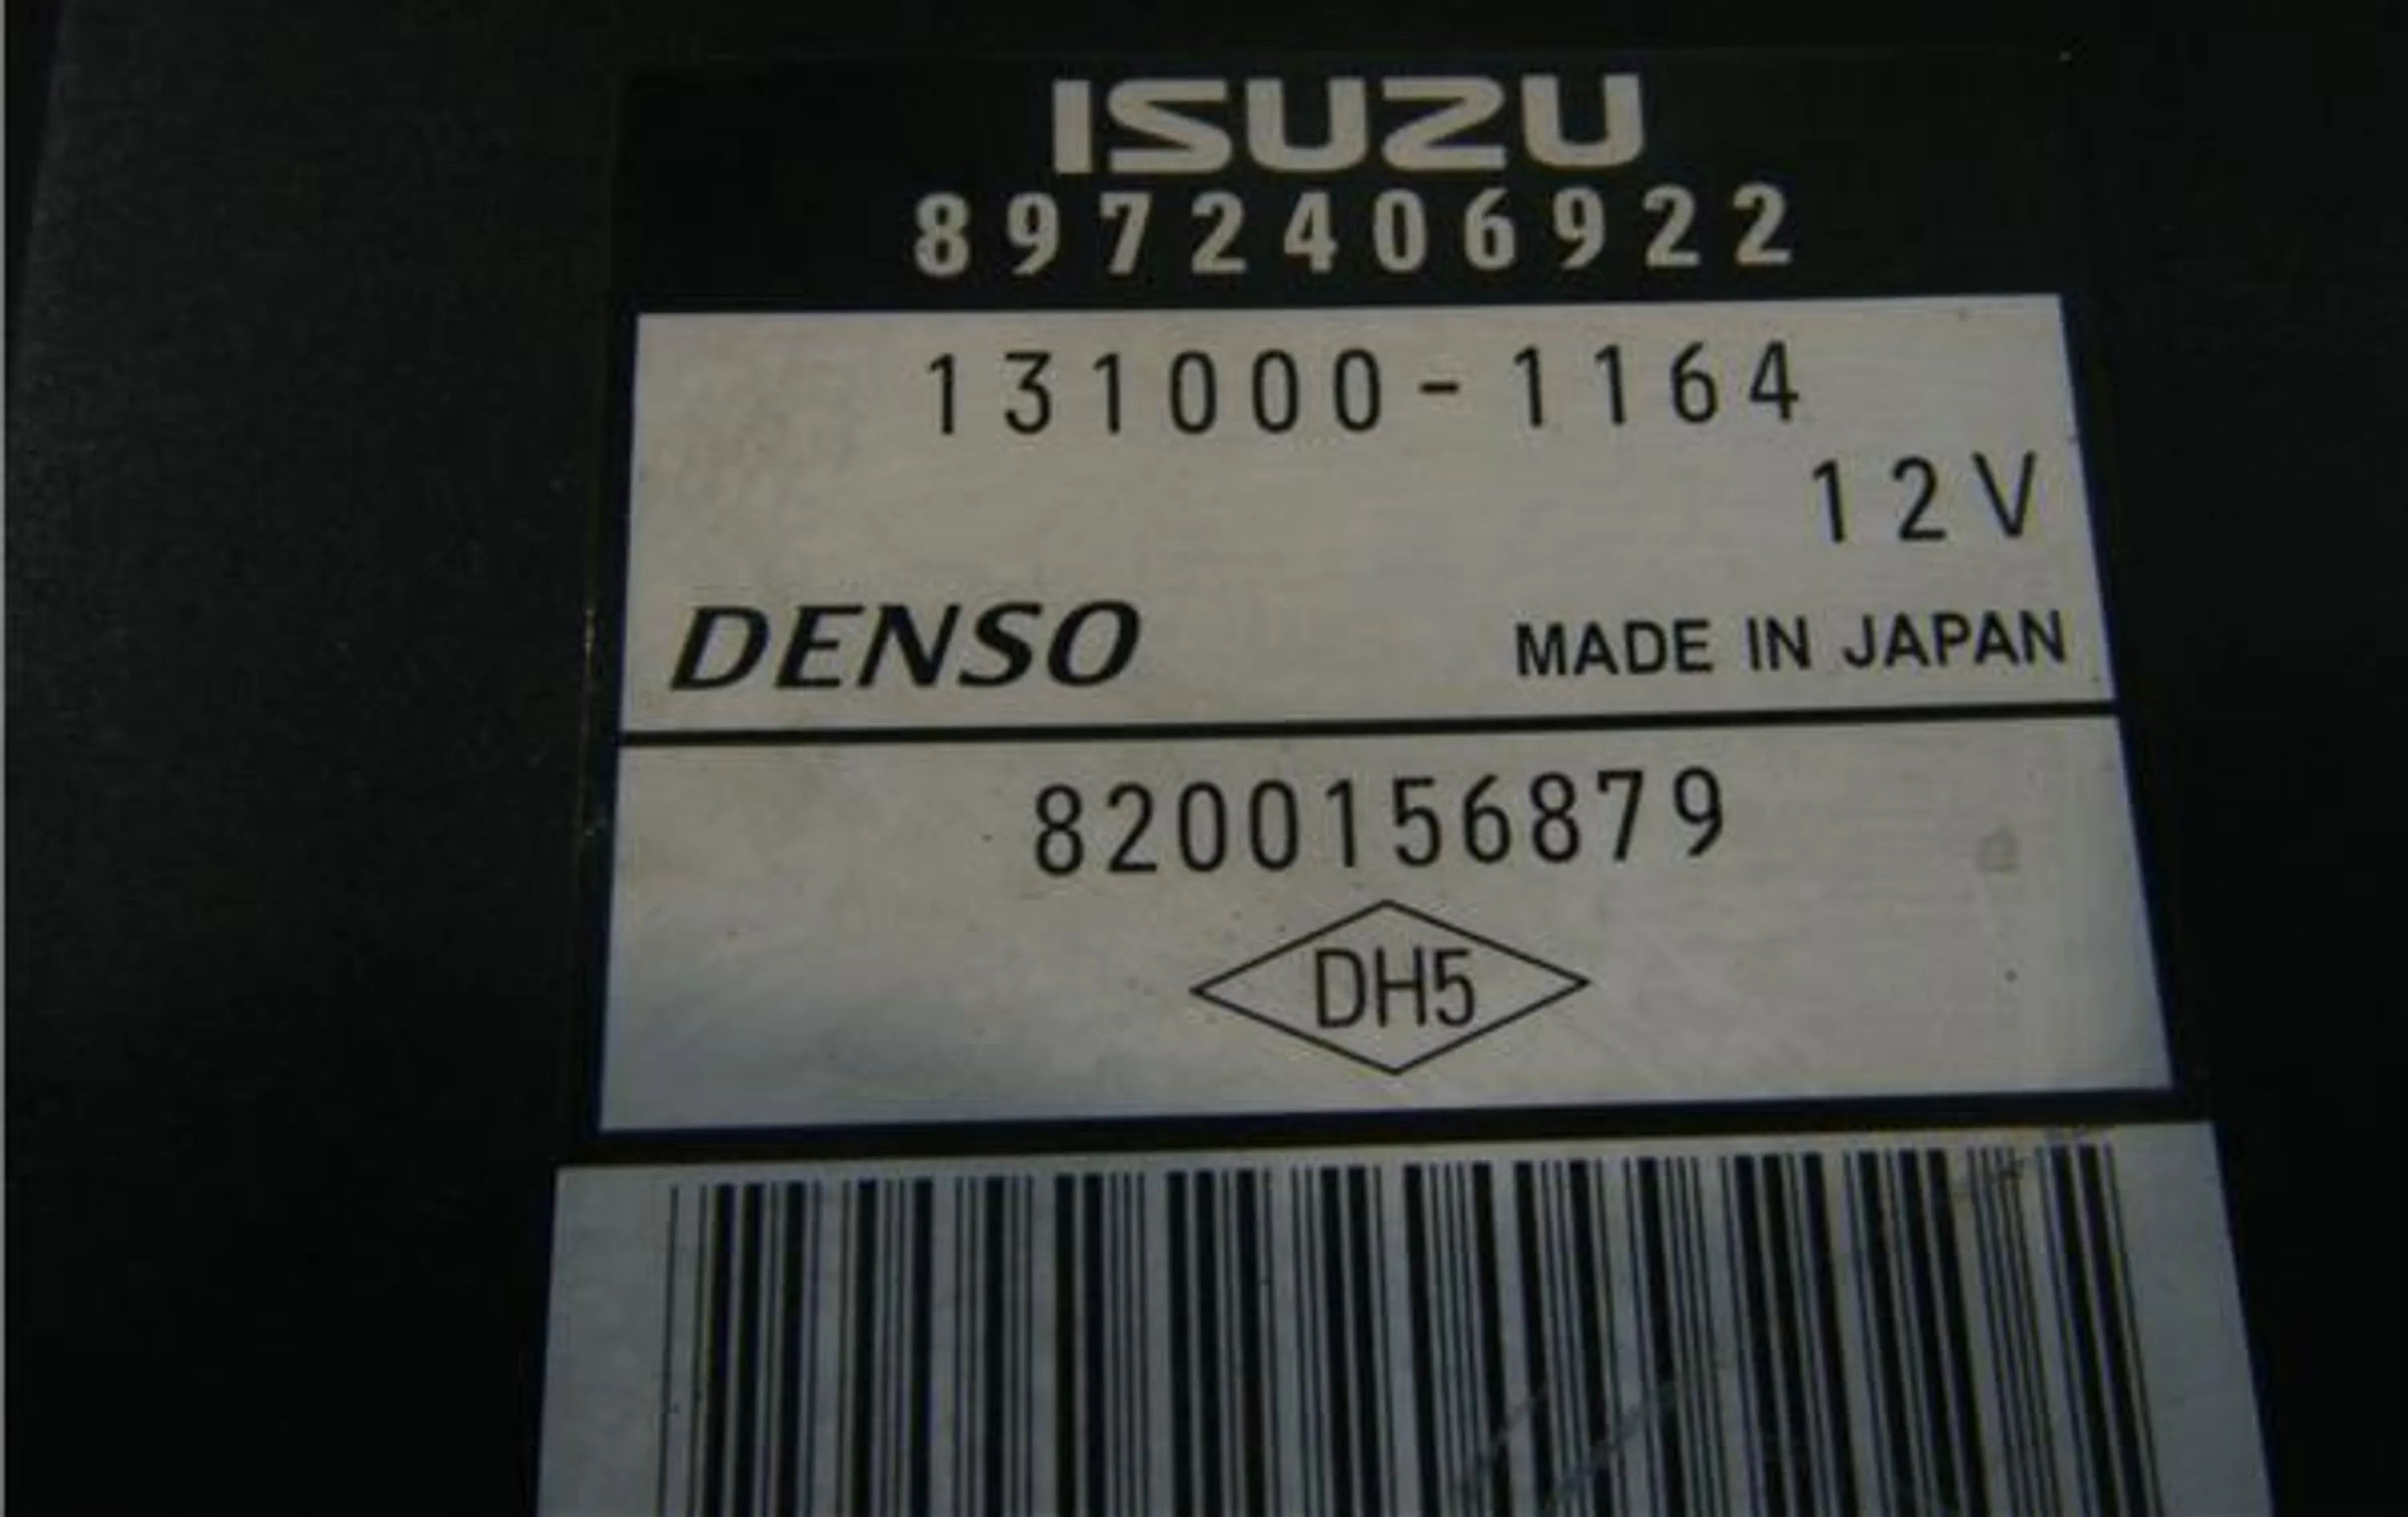 ISUZU
8972406922
131000-1164
12V
DENSO
MADE IN JAPAN
8200156879
DH5